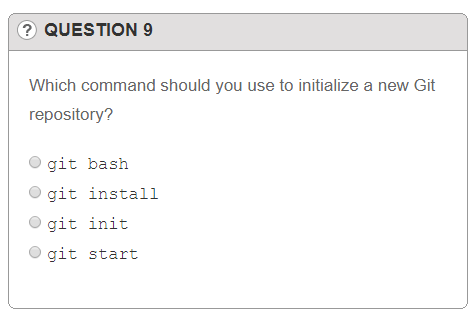 ? QUESTION 9
Which command should you use to initialize a new Git
repository?
git bash
git install
git init
git start